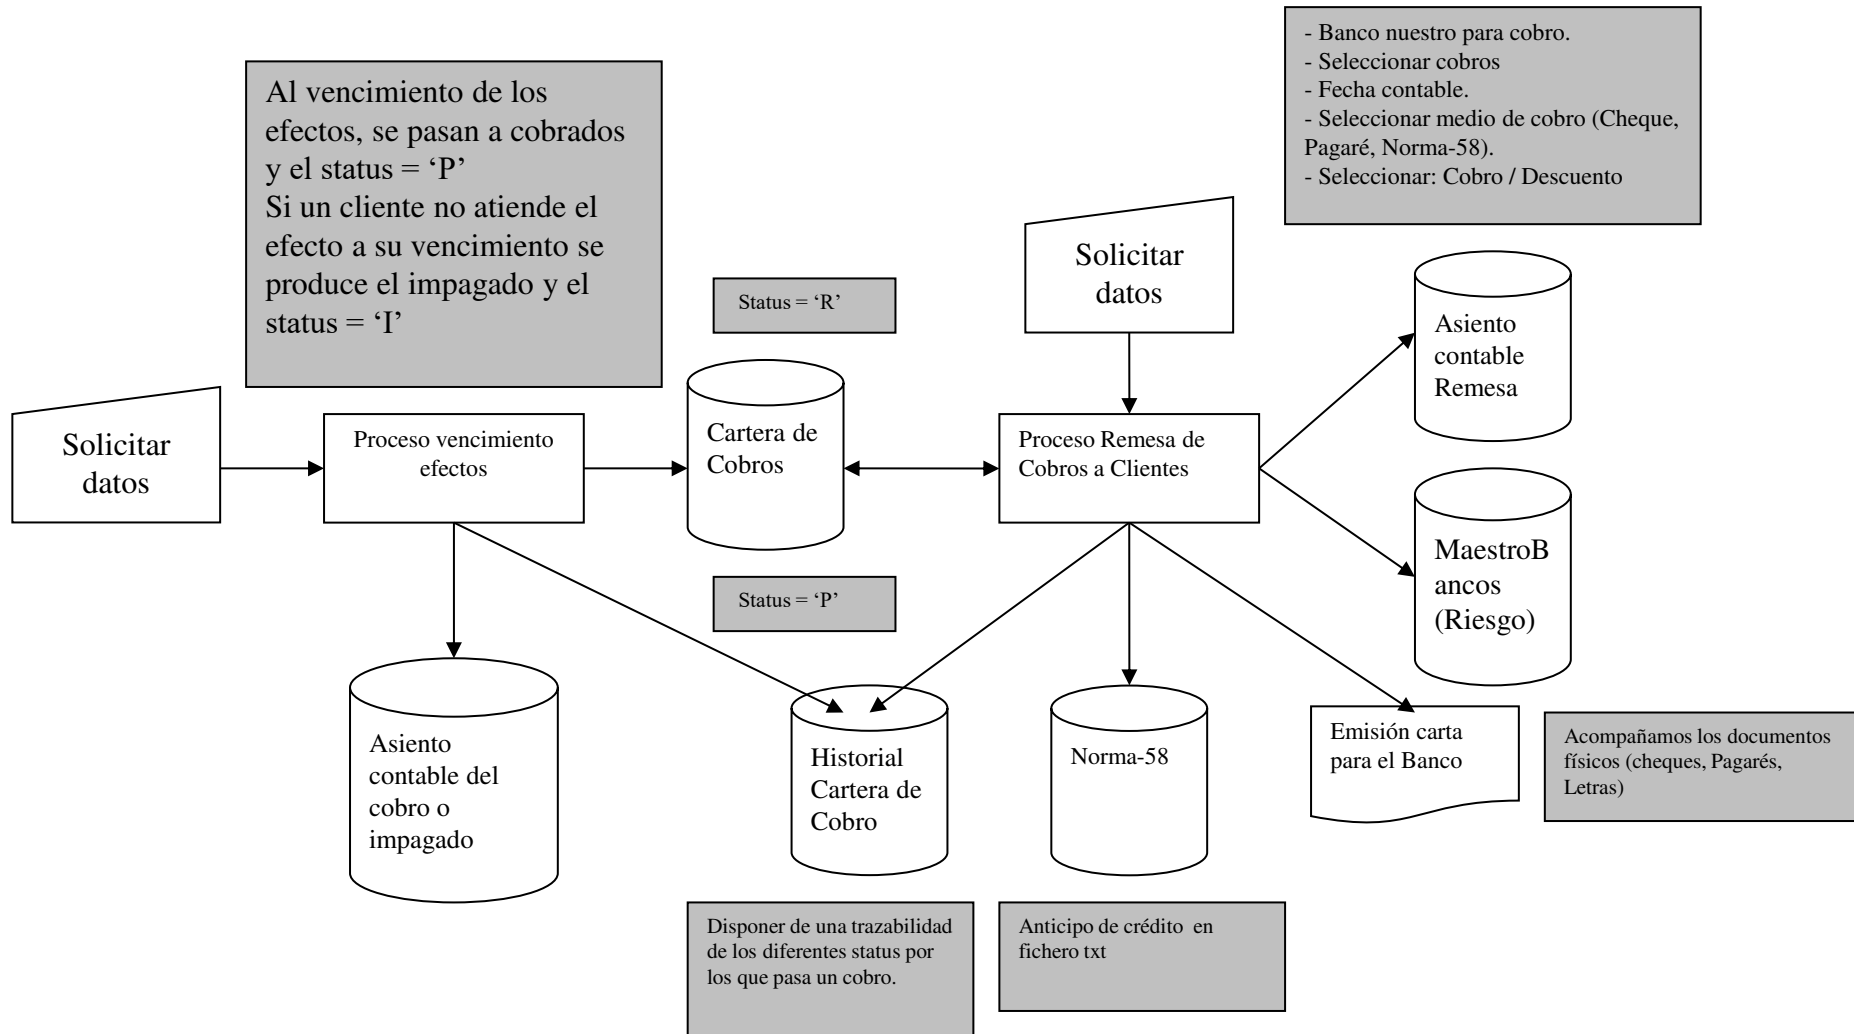 - Banco nuestro para cobro.
- Seleccionar cobros
- Fecha contable.
- Seleccionar medio de cobro (Cheque,
Pagaré, Norma-58).
- Seleccionar: Cobro / Descuento
Al vencimiento de los
efectos, se pasan a cobrados
y el status = ‘P’
Si un cliente no atiende el
efecto a su vencimiento se
produce el impagado y el
status = ‘I’
Solicitar
datos
Status = ‘R’
Asiento
contable
Remesa
Solicitar
datos
Proceso vencimiento
efectos
Cartera de
Cobros
Proceso Remesa de
Cobros a Clientes
MaestroB
ancos
(Riesgo)
Status = ‘P’
Asiento
contable del
cobro o
impagado
Historial
Cartera de
Cobro
Norma-58
Emisión carta
para el Banco
Acompañamos los documentos
físicos (cheques, Pagarés,
Letras)
Disponer de una trazabilidad
de los diferentes status por
los que pasa un cobro.
Anticipo de crédito  en
fichero txt